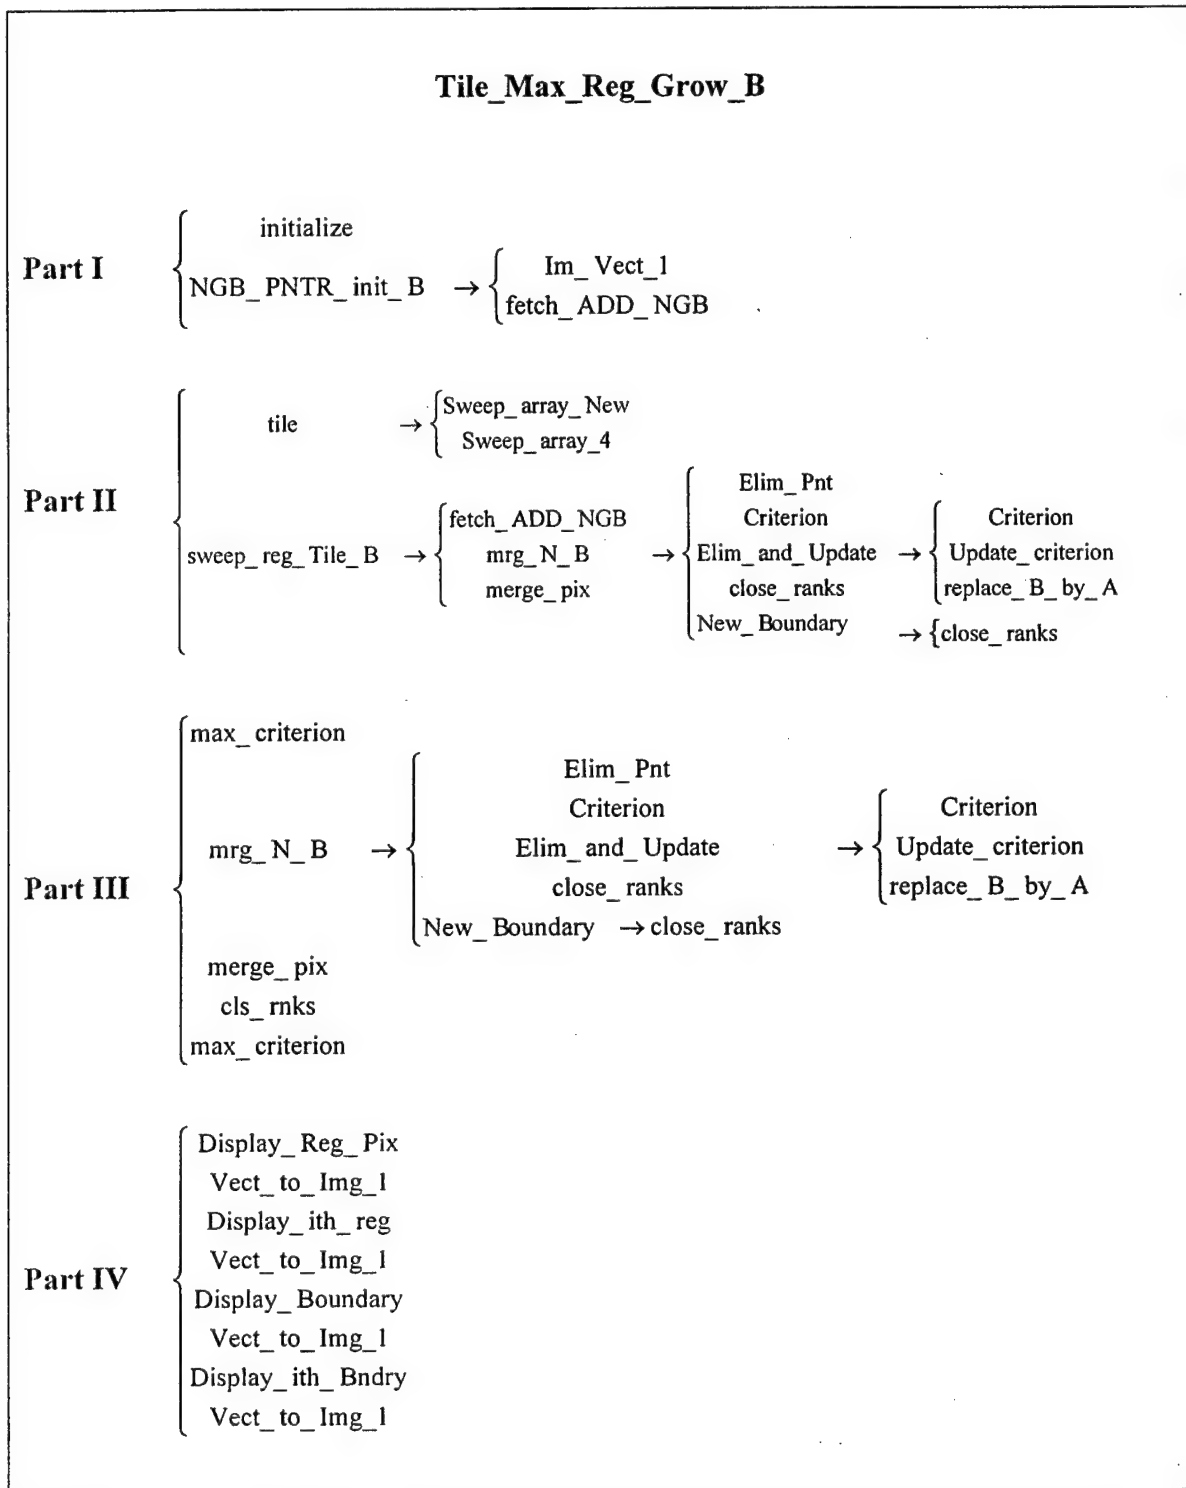 Tile_Max_Reg_Grow_B
Part I
initialize
NGB_PNTR_init_B →
Im_Vect_1
fetch_ADD_NGB
Part II
tile →
Sweep_array_New
Sweep_array_4
sweep_reg_Tile_B →
fetch_ADD_NGB
mrg_N_B →
merge_pix
Elim_Pnt
Criterion
Elim_and_Update →
close_ranks
New_Boundary → {close_ranks
Criterion
Update_criterion
replace_B_by_A
Part III
max_criterion
mrg_N_B →
Elim_Pnt
Criterion
Elim_and_Update →
close_ranks
New_Boundary → close_ranks
Criterion
Update_criterion
replace_B_by_A
merge_pix
cls_rnks
max_criterion
Part IV
Display_Reg_Pix
Vect_to_Img_1
Display_ith_reg
Vect_to_Img_1
Display_Boundary
Vect_to_Img_1
Display_ith_Bndry
Vect_to_Img_1